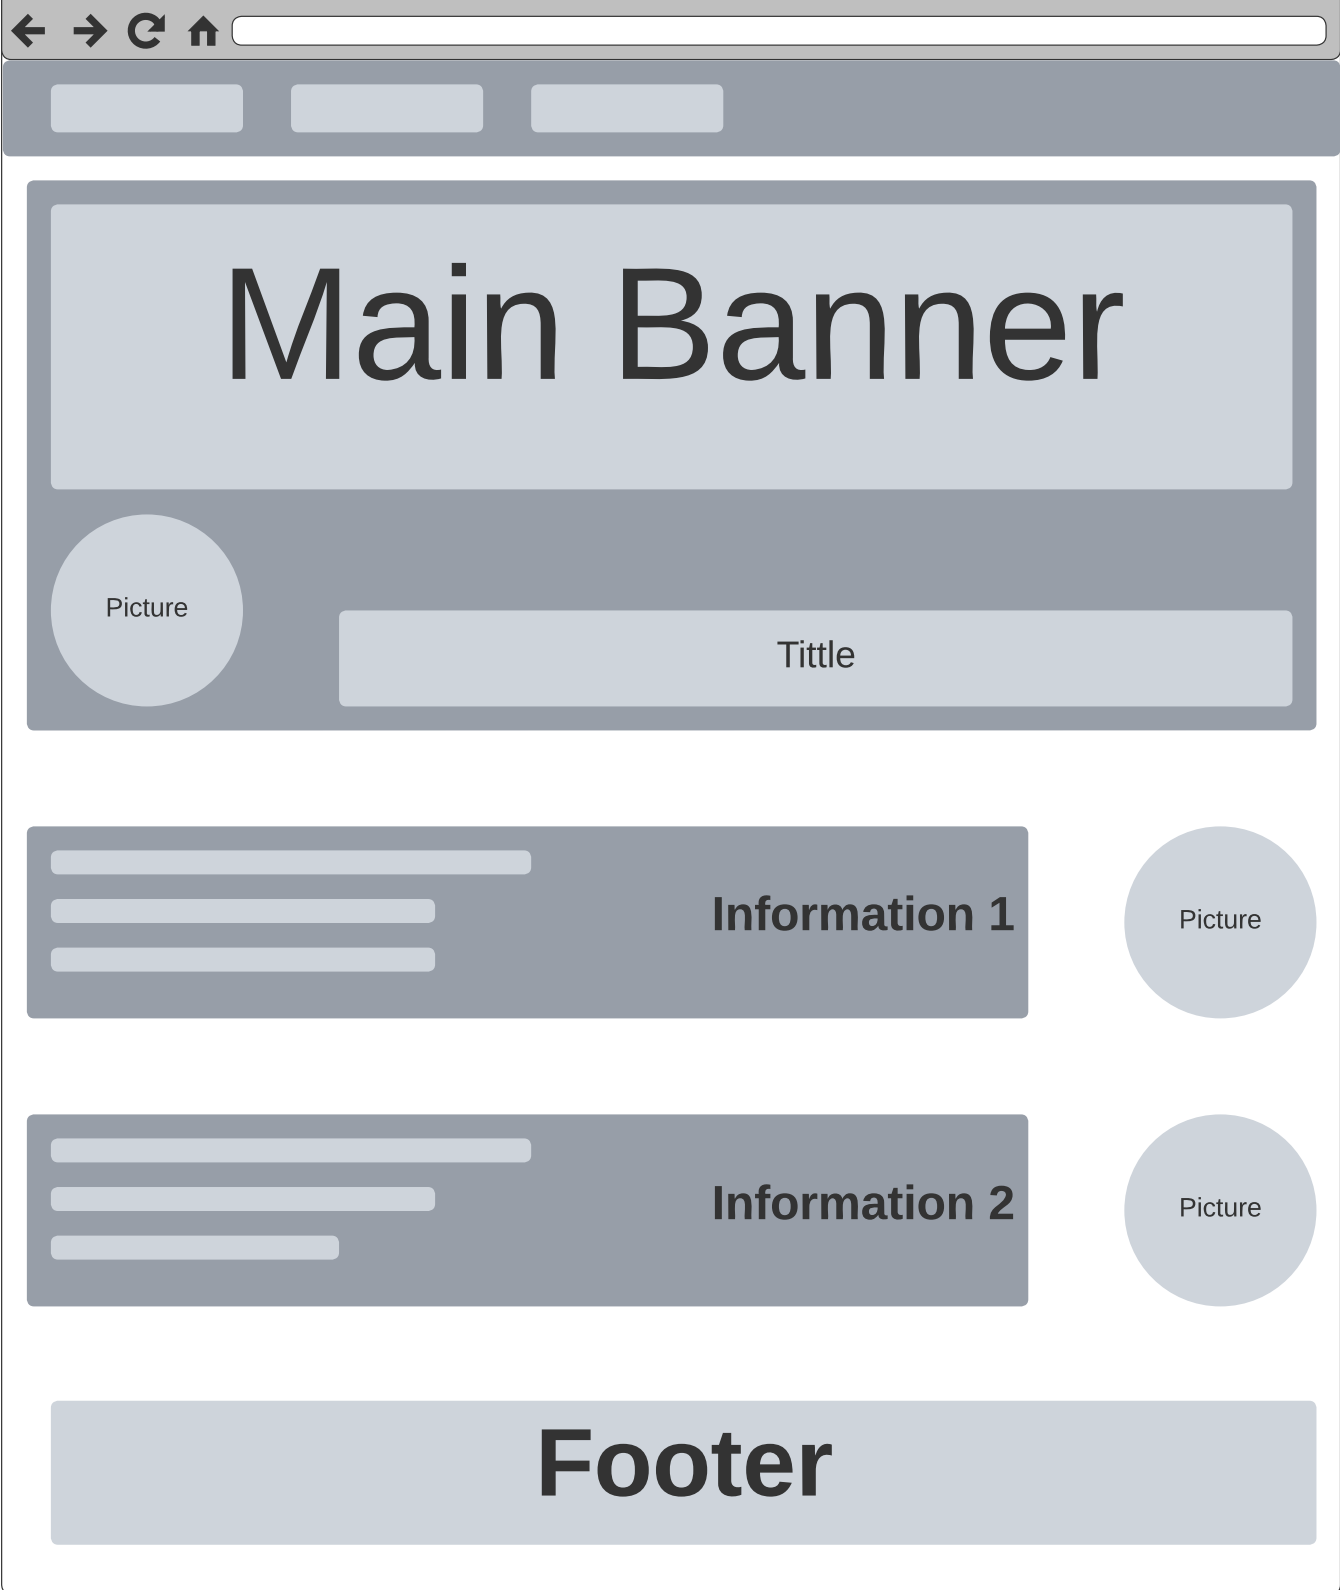 Main Banner
Picture
Tittle
Information 1
Picture
Information 2
Picture
Footer